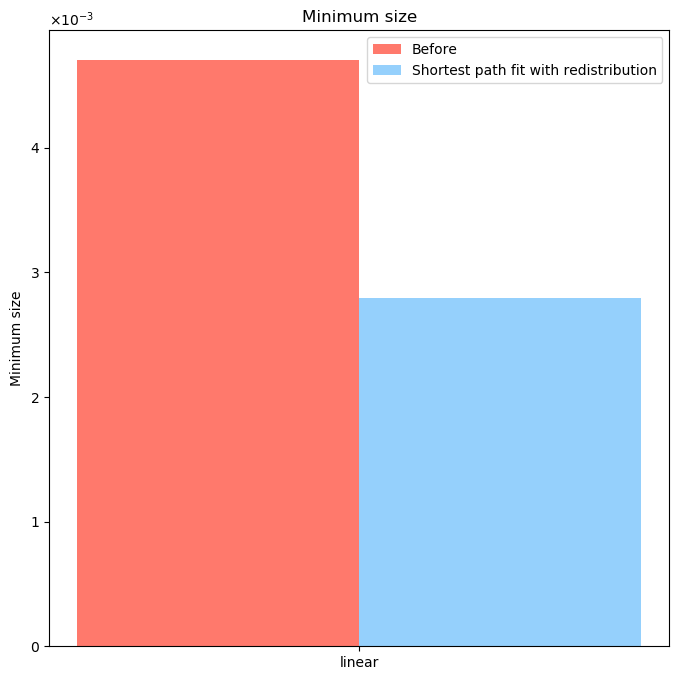 Minimum size
×10⁻³
Before
Shortest path fit with redistribution
4
3
2
1
0
Minimum size
linear